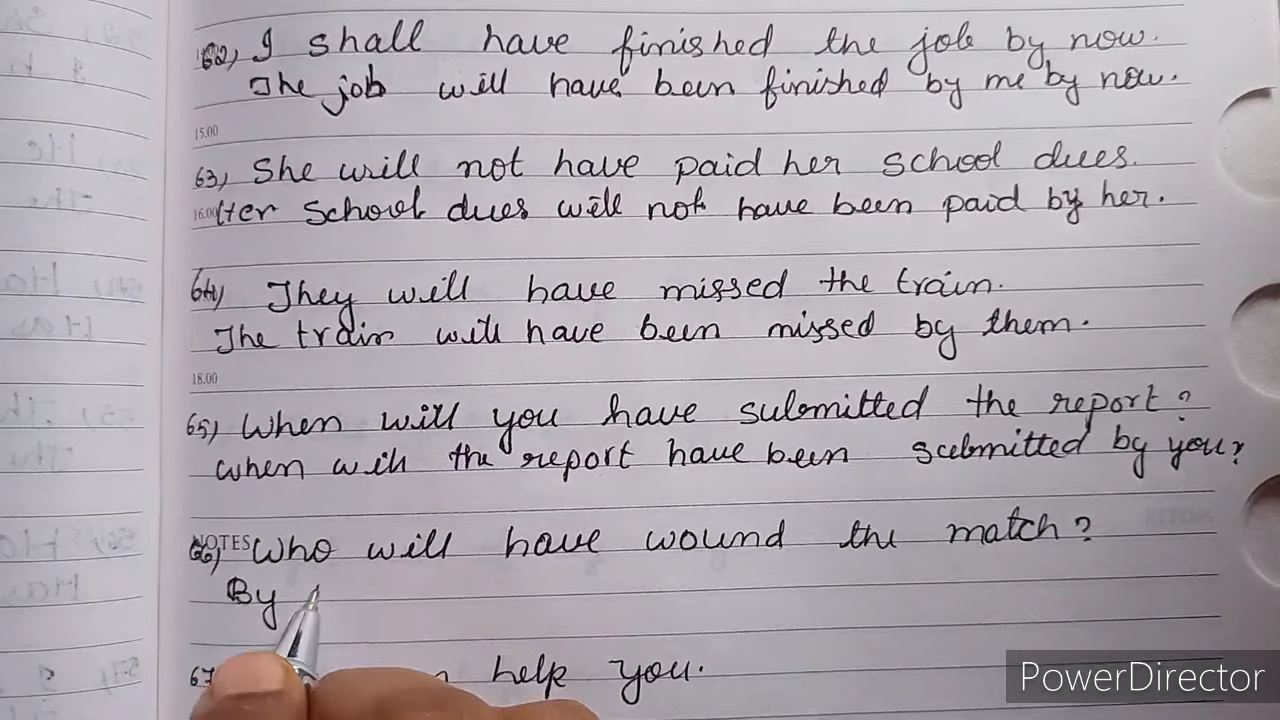 62) I shall have finished the job by now.
The job will have been finished by me by now.
15.00
63) She will not have paid her school dues.
16.00 Her school dues will not have been paid by her.
64) They will have missed the train.
The train will have been missed by them.
18.00
65) When will you have submitted the report?
when will the report have been submitted by you?
NOTES 66) Who will have wound the match?
By
67 help you.
PowerDirector